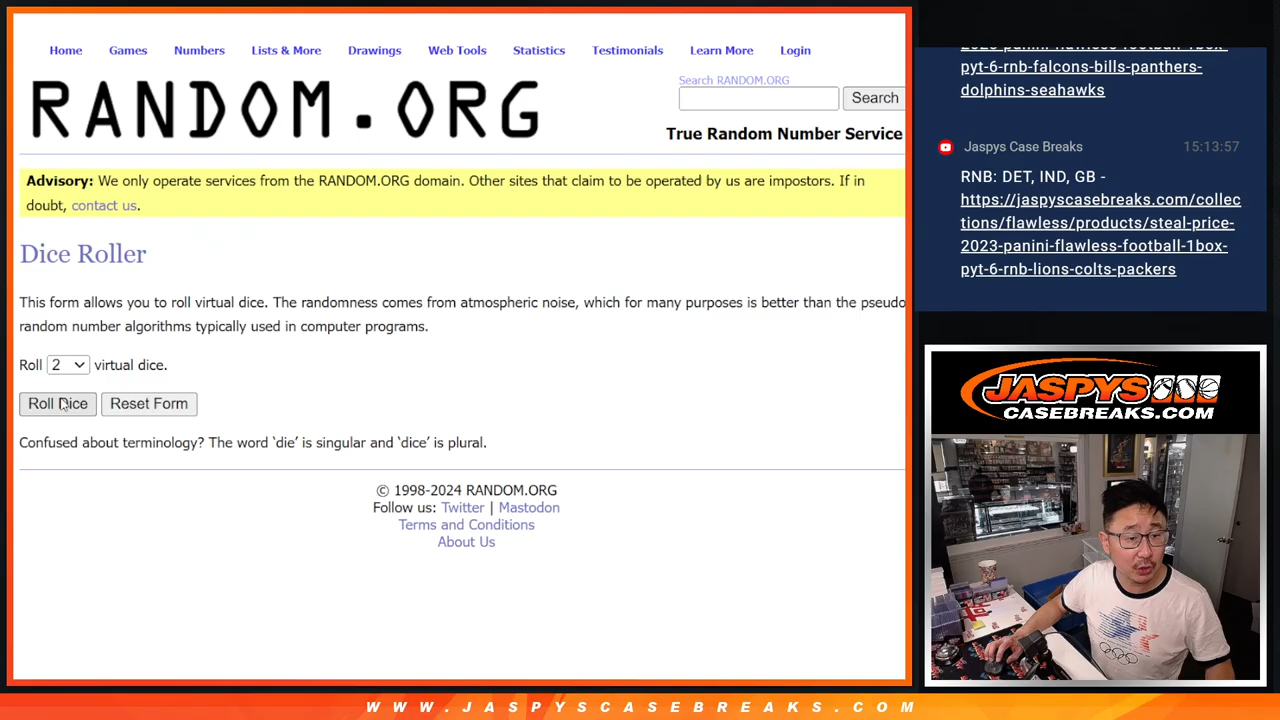 Home Games Numbers Lists & More Drawings Web Tools Statistics Testimonials Learn More Login
RANDOM.ORG
Search RANDOM.ORG
Search
True Random Number Service
Advisory: We only operate services from the RANDOM.ORG domain. Other sites that claim to be operated by us are impostors. If in
doubt, contact us.
Dice Roller
This form allows you to roll virtual dice. The randomness comes from atmospheric noise, which for many purposes is better than the pseudo
random number algorithms typically used in computer programs.
Roll 2 virtual dice.
Roll Dice Reset Form
Confused about terminology? The word ‘die’ is singular and ‘dice’ is plural.
© 1998-2024 RANDOM.ORG
Follow us: Twitter | Mastodon
Terms and Conditions
About Us
2023-panini-flawless-football-1box-
pyt-6-rnb-falcons-bills-panthers-
dolphins-seahawks
Jaspys Case Breaks 15:13:57
RNB: DET, IND, GB -
https://jaspyscasebreaks.com/collec
tions/flawless/products/steal-price-
2023-panini-flawless-football-1box-
pyt-6-rnb-lions-colts-packers
JASPYS
CASEBREAKS.COM
WWW.JASPYSCASEBREAKS.COM